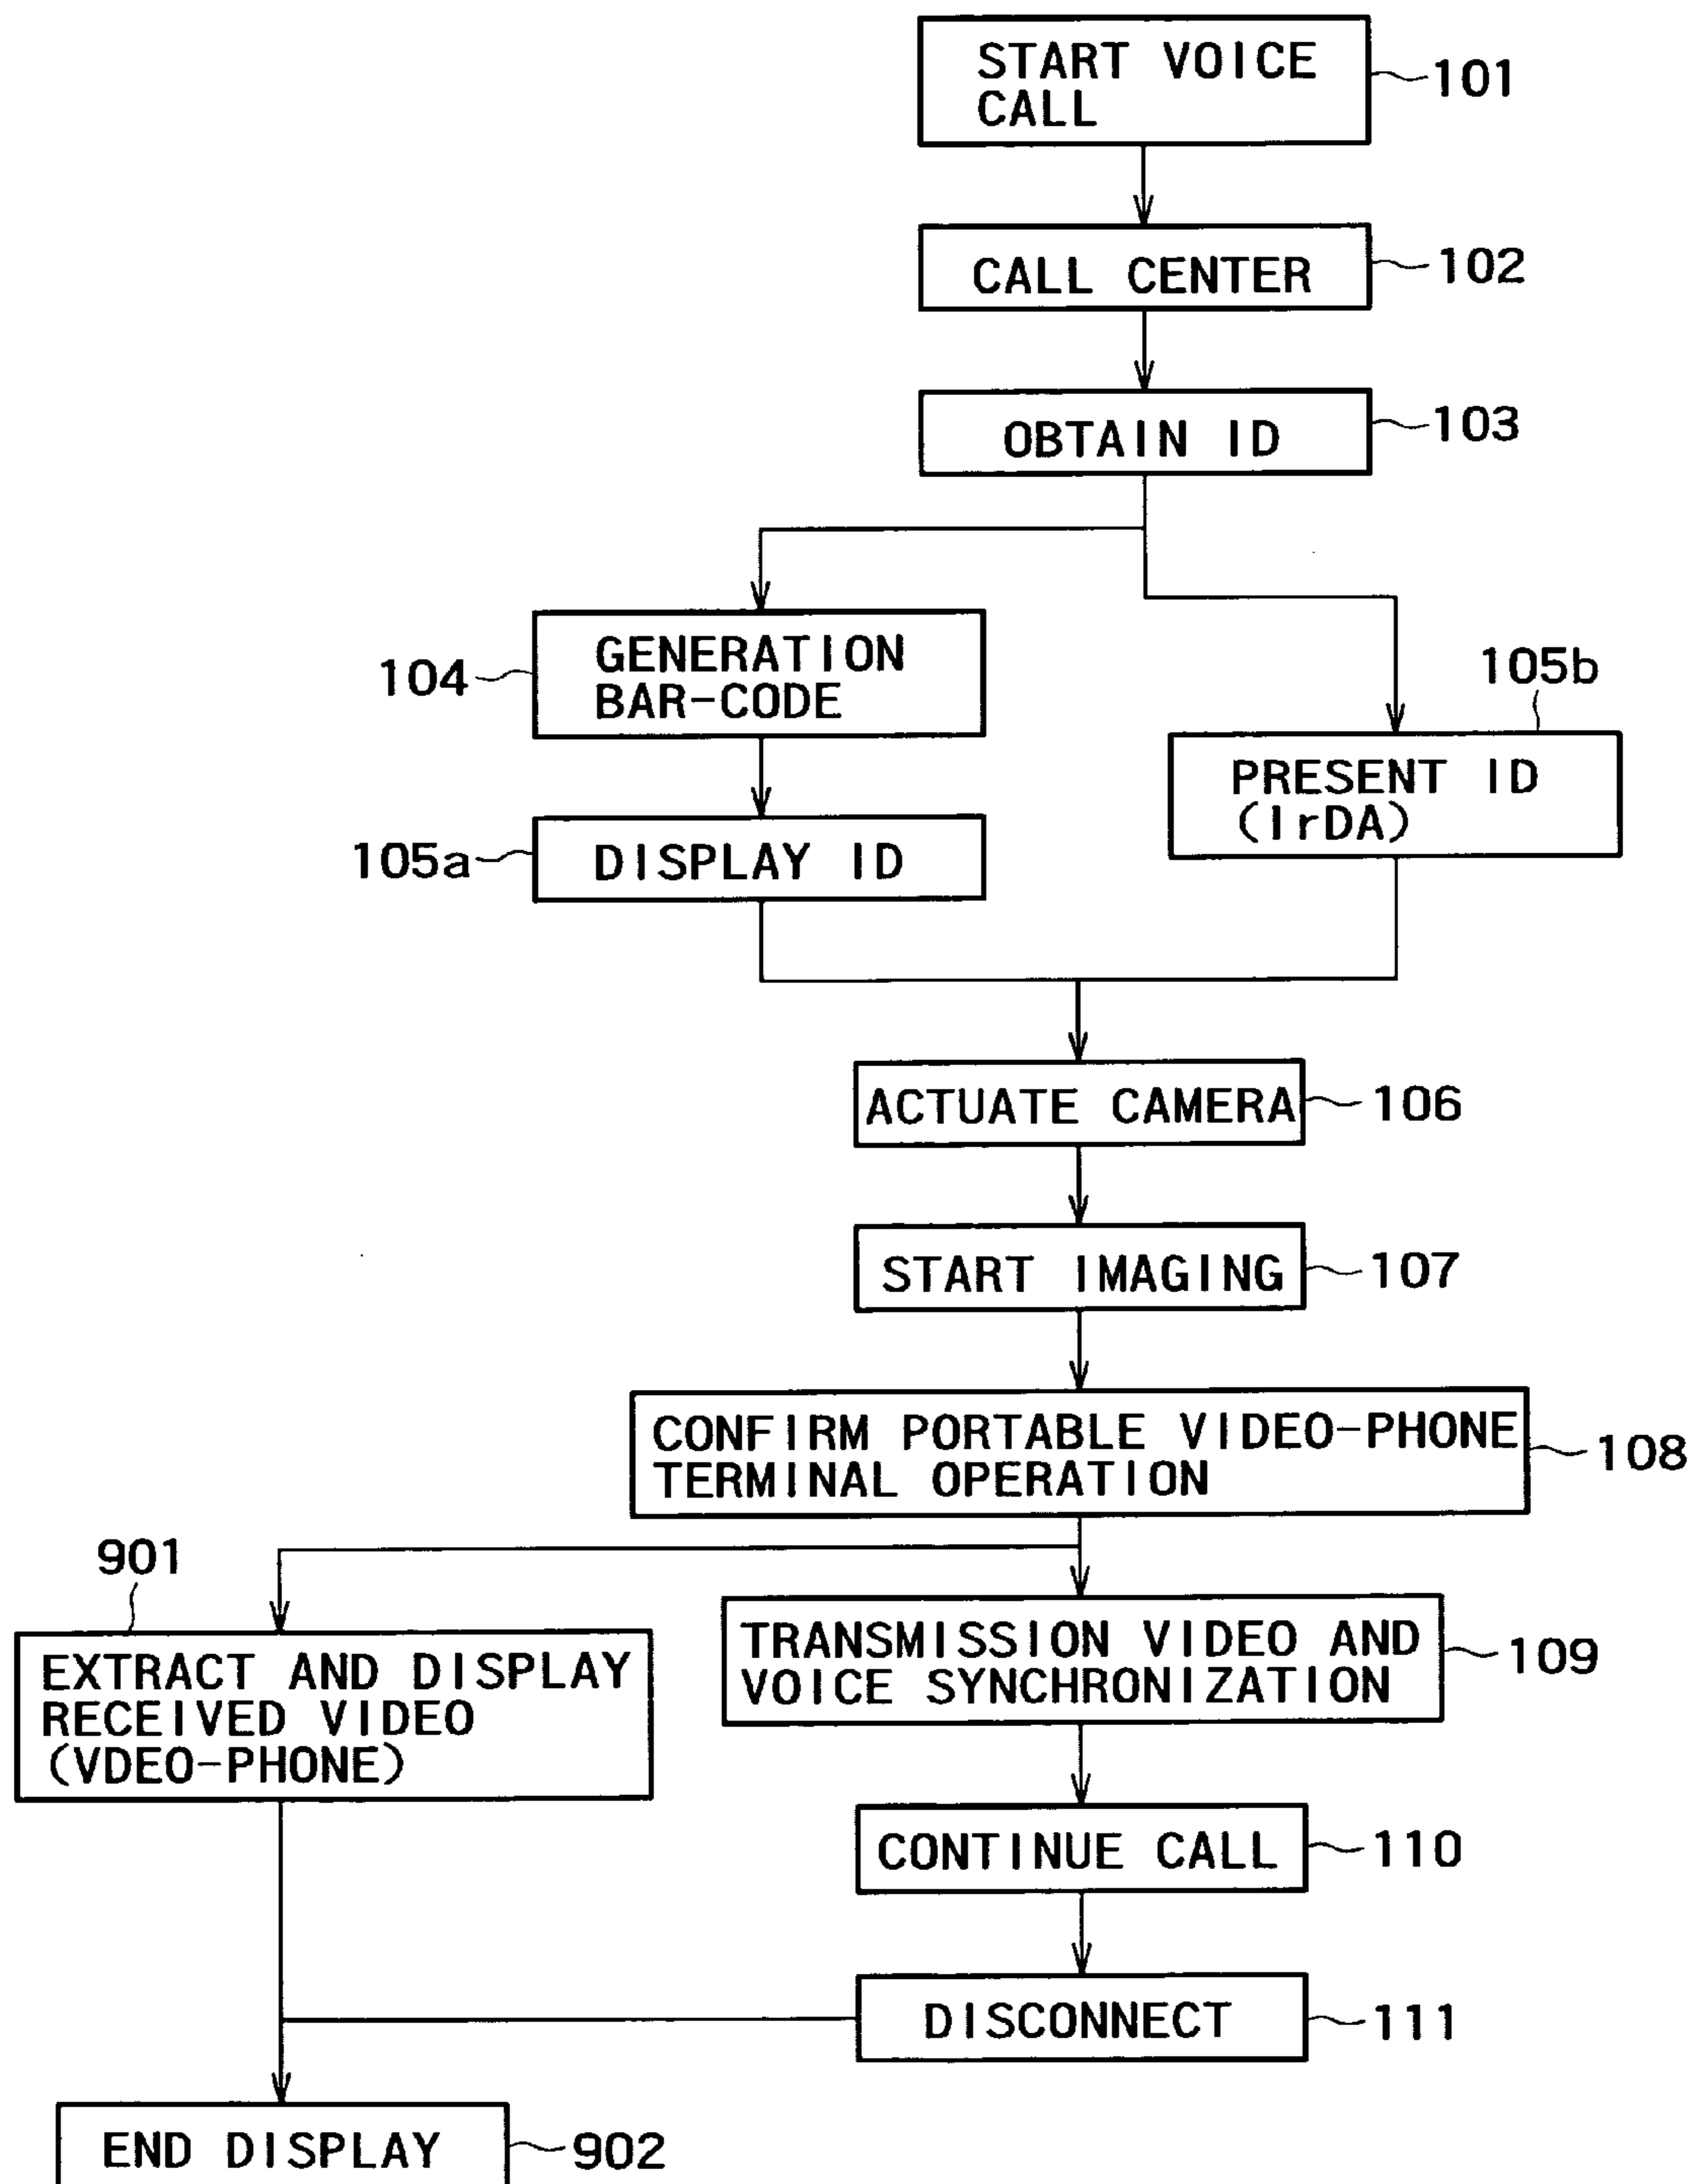 START VOICE
CALL
101
CALL CENTER
102
OBTAIN ID
103
GENERATION
BAR-CODE
104
105b
PRESENT ID
(IrDA)
DISPLAY ID
105a
ACTUATE CAMERA
106
START IMAGING
107
CONFIRM PORTABLE VIDEO-PHONE
TERMINAL OPERATION
108
901
EXTRACT AND DISPLAY
RECEIVED VIDEO
(VDEO-PHONE)
TRANSMISSION VIDEO AND
VOICE SYNCHRONIZATION
109
CONTINUE CALL
110
DISCONNECT
111
END DISPLAY
902